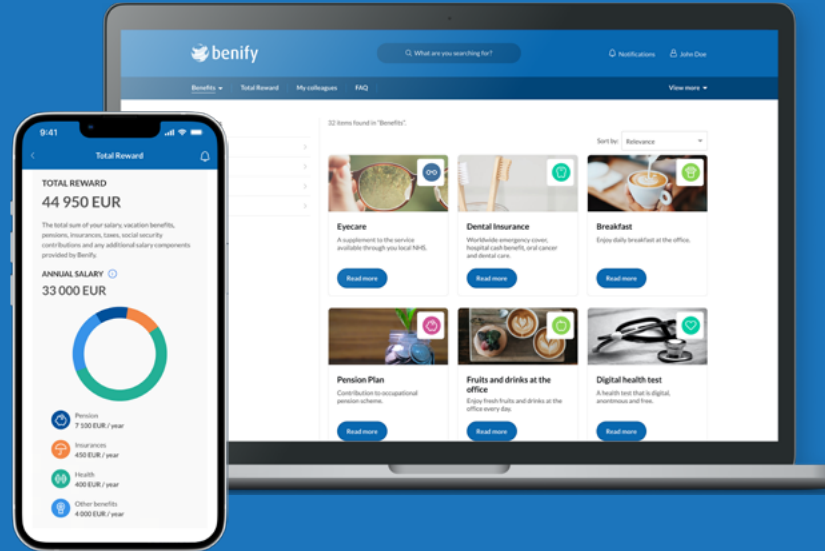 benify
What are you searching for?
Notifications
John Doe
Benefits
Total Reward
My colleagues
FAQ
View more
32 items found in "Benefits".
Sort by:
Relevance
Eyecare
A supplement to the service
available through you local NHS.
Read more
Dental Insurance
Worldwide emergency cover,
hospital cash benefit, oral cancer
and dental care.
Read more
Breakfast
Enjoy daily breakfast at the office.
Read more
Pension Plan
Contribution to occupational
pension scheme.
Read more
Fruits and drinks at the
office
Enjoy fresh fruits and drinks at the
office every day.
Read more
Digital health test
A health test that is digital,
anontmous and free.
Read more
9:41
Total Reward
TOTAL REWARD
44 950 EUR
The total sum of your salary, vacation benefits,
pensions, insurances, taxes, social security
contributions and any additional salary components
provided by Benify.
ANNUAL SALARY
33 000 EUR
Pension
7 100 EUR / year
Insurances
450 EUR / year
Health
400 EUR / year
Other benefits
4 000 EUR / year